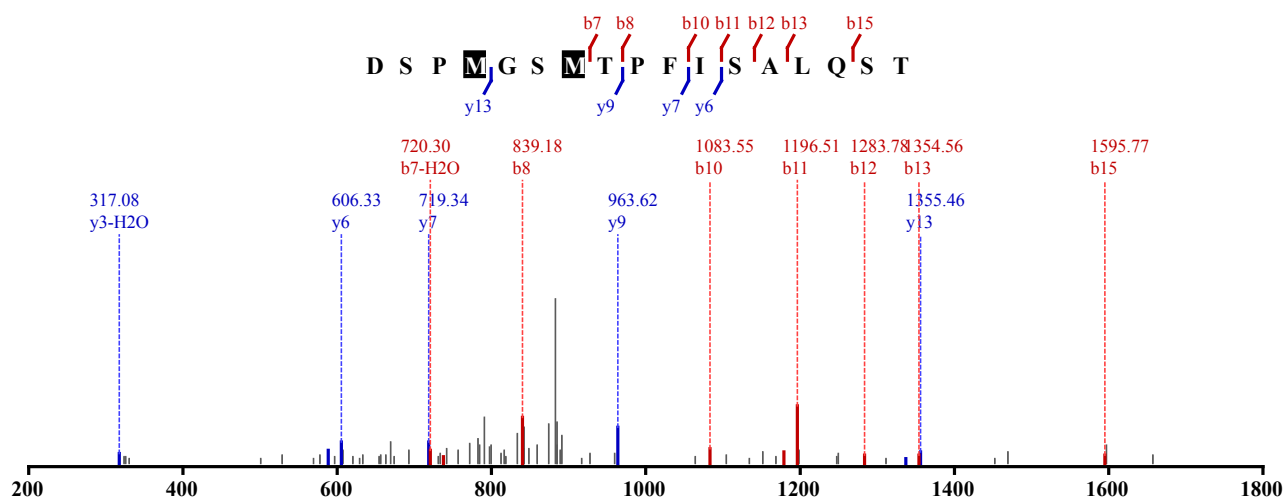 b7 b8 b10 b11 b12 b13 b15
D S P M G S M T P F I S A L Q S T
y13 y9 y7 y6
720.30 839.18 1083.55 1196.51 1283.78 1354.56 1595.77
b7-H2O b8 b10 b11 b12 b13 b15
317.08 606.33 719.34 963.62 1355.46
y3-H2O y6 y7 y9 y13
200 400 600 800 1000 1200 1400 1600 1800